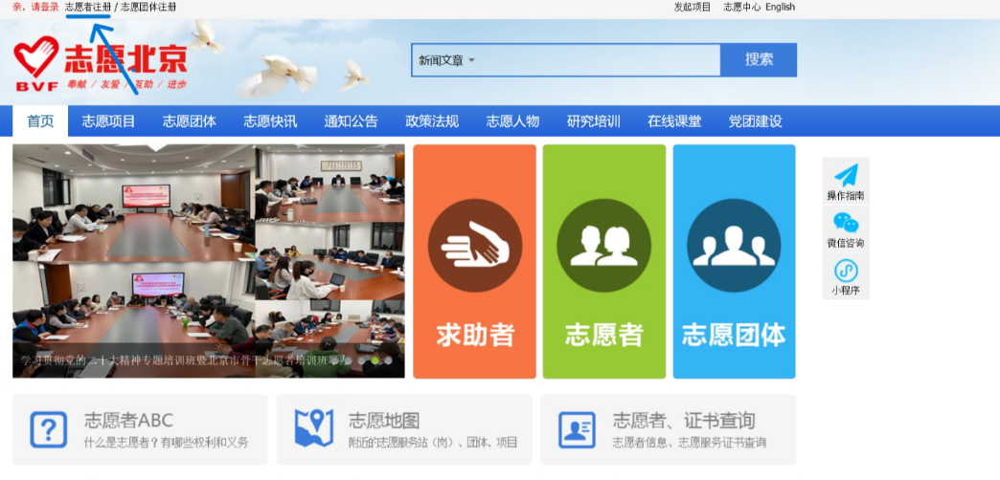 亲，请登录 志愿者注册 / 志愿团体注册 发起项目 志愿中心 English
志愿北京
BVF 奉献 / 友爱 / 互助 / 进步
新闻文章 搜索
首页 志愿项目 志愿团体 志愿快讯 通知公告 政策法规 志愿人物 研究培训 在线课堂 党团建设
操作指南
微信咨询
小程序
求助者 志愿者 志愿团体
学习贯彻党的二十大精神专题培训班暨北京市骨干志愿者培训班举办
志愿者ABC
什么是志愿者？有哪些权利和义务
志愿地图
附近的志愿服务站（岗）、团体、项目
志愿者、证书查询
志愿者信息、志愿服务证书查询